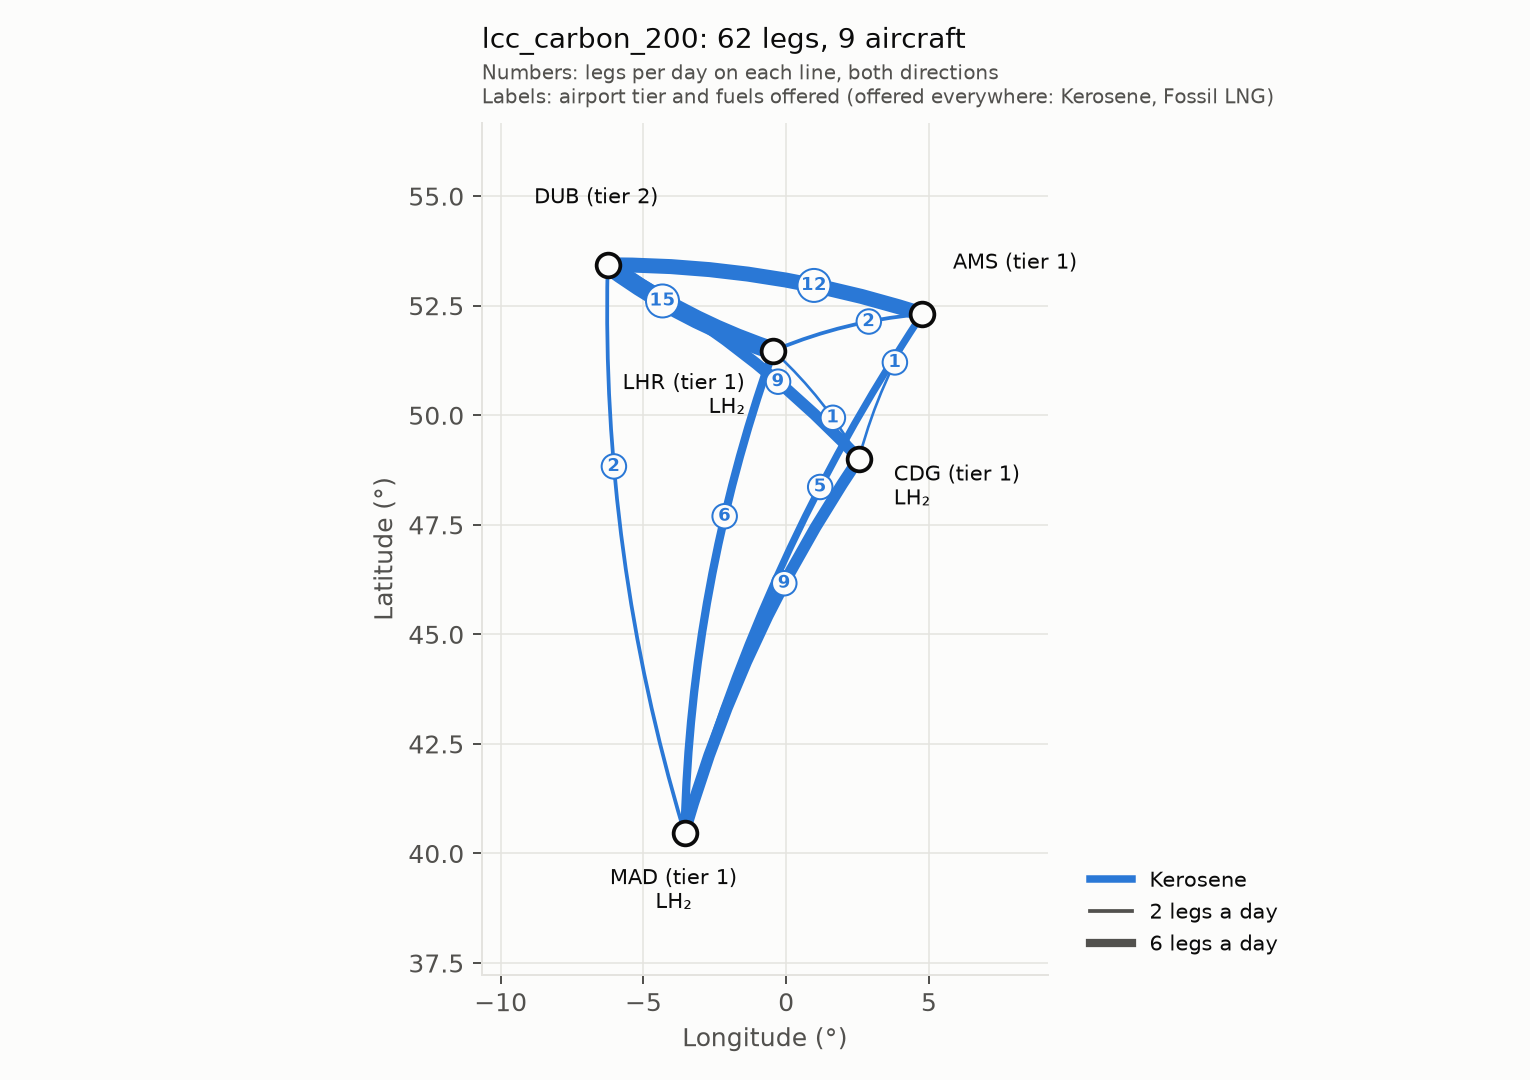 lcc_carbon_200: 62 legs, 9 aircraft
Numbers: legs per day on each line, both directions
Labels: airport tier and fuels offered (offered everywhere: Kerosene, Fossil LNG)
55.0
52.5
50.0
47.5
45.0
42.5
40.0
37.5
Latitude (°)
DUB (tier 2)
AMS (tier 1)
12
15
2
1
LHR (tier 1)
LH₂
9
1
2
5
CDG (tier 1)
LH₂
6
9
MAD (tier 1)
LH₂
−10
−5
0
5
Longitude (°)
Kerosene
2 legs a day
6 legs a day